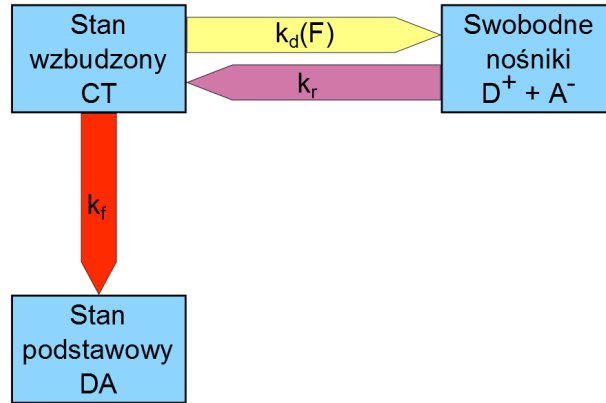 Stan
wzbudzony
CT
k_d(F)
k_r
Swobodne
nośniki
D⁺ + A⁻
k_f
Stan
podstawowy
DA